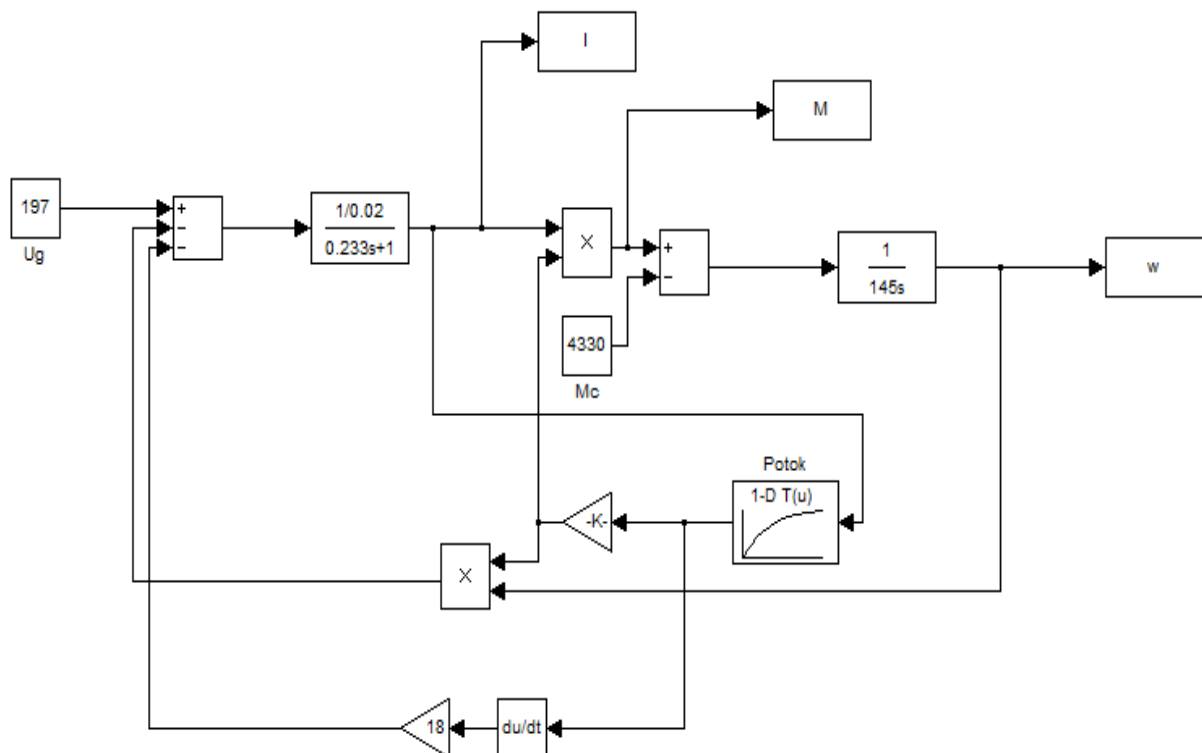 I
M
197
Ug
+
−
−
1/0.02
0.233s+1
X
+
−
1
145s
w
4330
Mc
Potok
1-D T(u)
-K-
X
18
du/dt